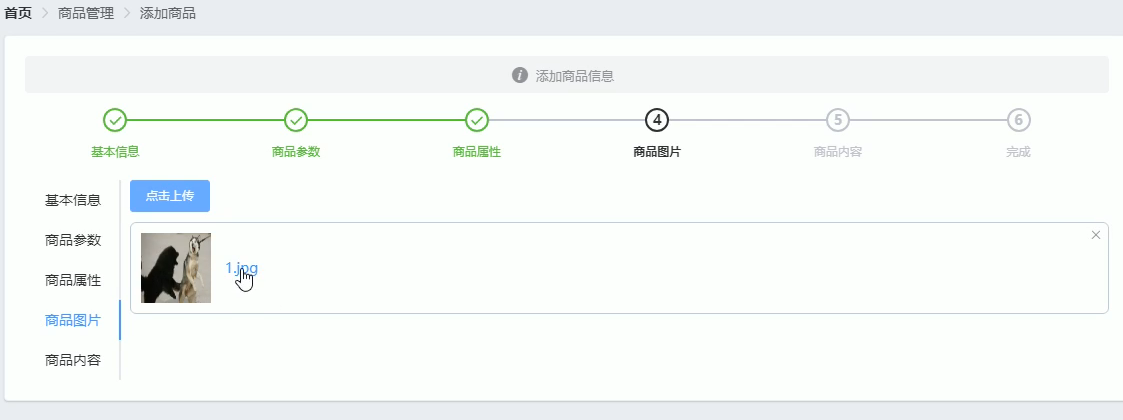 首页 > 商品管理 > 添加商品
i 添加商品信息
4 5 6
基本信息 商品参数 商品属性 商品图片 商品内容 完成
基本信息
商品参数
商品属性
商品图片
商品内容
点击上传
1.jpg